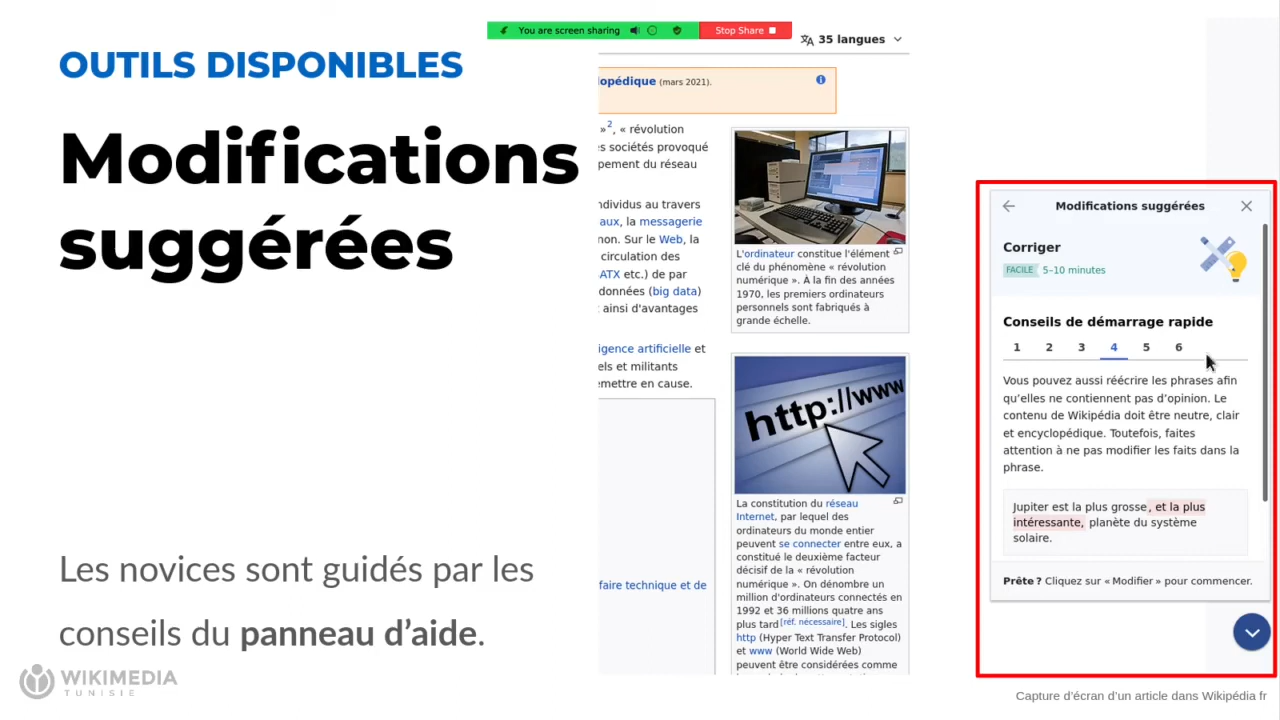 You are screen sharing
Stop Share
35 langues
OUTILS DISPONIBLES
Modifications
suggérées
Les novices sont guidés par les
conseils du panneau d’aide.
WIKIMEDIA
TUNISIE
lopédique (mars 2021).
»2, « révolution
es sociétés provoqué
pement du réseau
ndividus au travers
aux, la messagerie
non. Sur le Web, la
circulation des
ATX etc.) de par
données (big data)
ainsi d'avantages
igence artificielle et
els et militants
emettre en cause.
faire technique et de
L'ordinateur constitue l'élément
clé du phénomène « révolution
numérique ». À la fin des années
1970, les premiers ordinateurs
personnels sont fabriqués à
grande échelle.
http://www
La constitution du réseau
Internet, par lequel des
ordinateurs du monde entier
peuvent se connecter entre eux, a
constitué le deuxième facteur
décisif de la « révolution
numérique ». On dénombre un
million d'ordinateurs connectés en
1992 et 36 millions quatre ans
plus tard[réf. nécessaire]. Les sigles
http (Hyper Text Transfer Protocol)
et www (World Wide Web)
peuvent être considérées comme
Modifications suggérées
Corriger
FACILE 5–10 minutes
Conseils de démarrage rapide
1 2 3 4 5 6
Vous pouvez aussi réécrire les phrases afin
qu’elles ne contiennent pas d’opinion. Le
contenu de Wikipédia doit être neutre, clair
et encyclopédique. Toutefois, faites
attention à ne pas modifier les faits dans la
phrase.
Jupiter est la plus grosse, et la plus
intéressante, planète du système
solaire.
Prête ? Cliquez sur « Modifier » pour commencer.
Capture d’écran d’un article dans Wikipédia fr